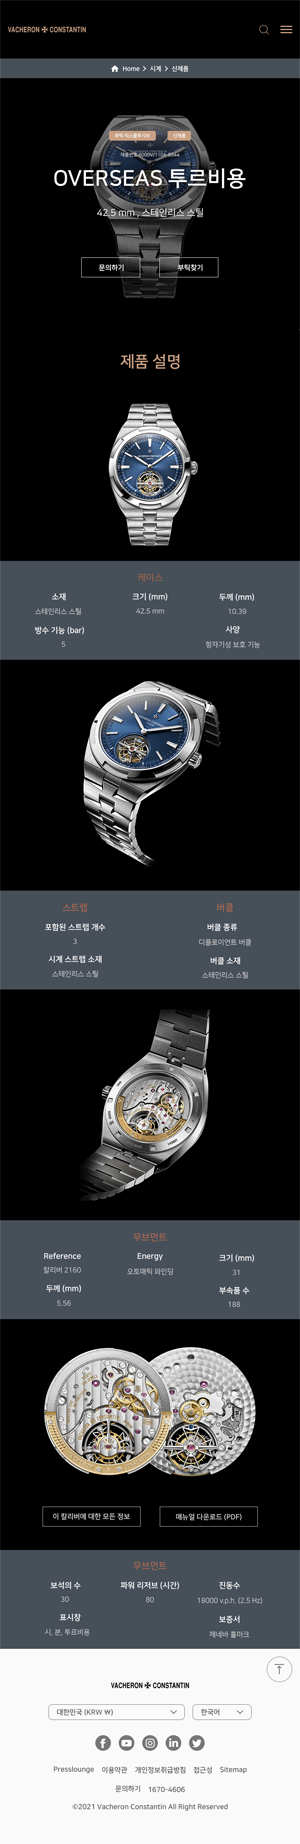 VACHERON CONSTANTIN
Home > 시계 > 신제품
부틱 익스클루시브 신제품
OVERSEAS 투르비용
42.5 mm , 스테인리스 스틸
문의하기 부틱찾기
제품 설명
케이스
소재 크기 (mm) 두께 (mm)
스테인리스 스틸 42.5 mm 10.39
방수 기능 (bar) 사양
5 항자기성 보호 기능
스트랩 버클
포함된 스트랩 개수 버클 종류
3 디플로이언트 버클
시계 스트랩 소재 버클 소재
스테인리스 스틸 스테인리스 스틸
무브먼트
Reference Energy 크기 (mm)
칼리버 2160 오토매틱 와인딩 31
두께 (mm) 부속품 수
5.56 188
이 칼리버에 대한 모든 정보 매뉴얼 다운로드 (PDF)
무브먼트
보석의 수 파워 리저브 (시간) 진동수
30 80 18000 v.p.h. (2.5 Hz)
표시창 보증서
시, 분, 투르비용 제네바 홀마크
VACHERON CONSTANTIN
대한민국 (KRW ₩) 한국어
Presslounge 이용약관 개인정보취급방침 접근성 Sitemap
문의하기 1670-4606
©2021 Vacheron Constantin All Right Reserved